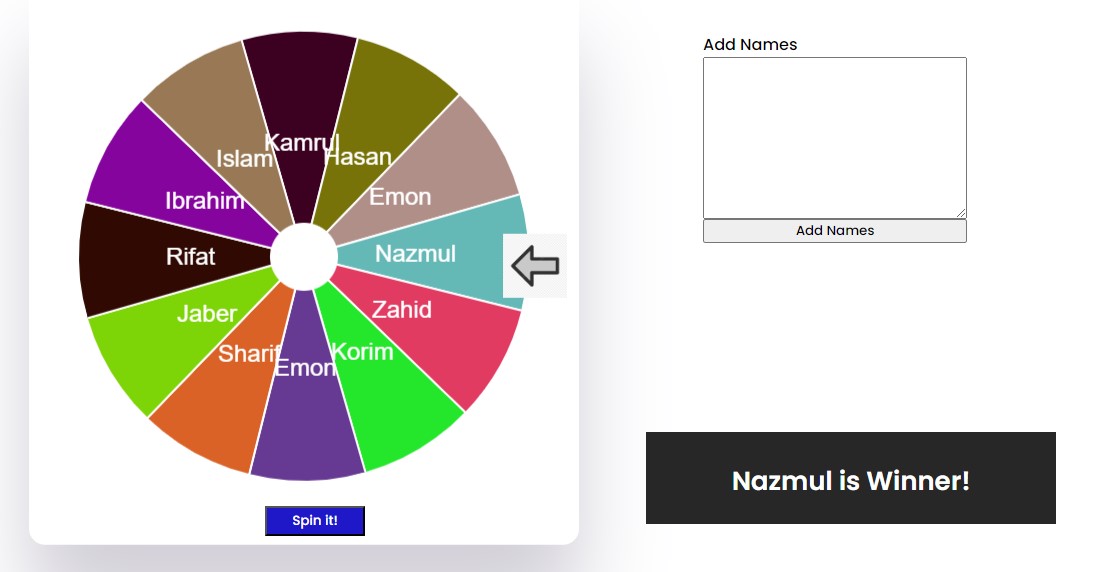 Kamrul
Hasan
Islam
Emon
Ibrahim
Nazmul
Rifat
Zahid
Jaber
Korim
Sharif
Emon
Spin it!
Add Names
Add Names
Nazmul is Winner!